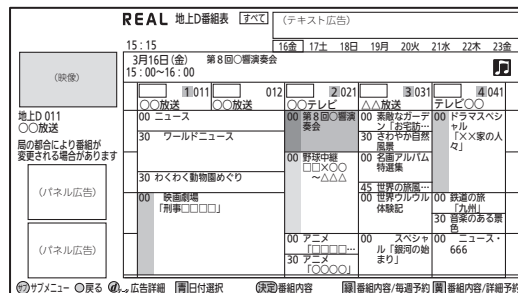 REAL 地上D番組表 すべて (テキスト広告)
15：15 16金 17土 18日 19月 20火 21水 22木 23金
3月16日(金) 第8回○響演奏会
15：00~16：00
(映像)
地上D 011
○○放送
局の都合により番組が
変更される場合があります
(パネル広告)
(パネル広告)
1 011 012 2 021 3 031 4 041
○○放送 ○○放送 ○○テレビ △△放送 テレビ○○
00 ニュース
30 ワールドニュース
30 わくわく動物園めぐり
00 映画劇場
「刑事□□□□」
00 第8回○響演
奏会
00 野球中継
□□×○○
～△△△
00 アニメ
「□□□□…
30 アニメ
「○○○○」
00 素敵なガーデ
ン「お宅訪…
30 さわやか自然
風景
00 名画アルバム
特選集
45 世界の旅風…
00 世界ウルウル
体験記
00 スペシャ
ル「銀河の始
まり」
00 ドラマスペシ
ャル
「××家の人
々」
00 鉄道の旅
「九州」
30 音楽のある景
色
00 ニュース・
666
サブメニュー 戻る d 広告詳細 青 日付選択 決定 番組内容 緑 番組内容/毎週予約 黄 番組内容/詳細予約